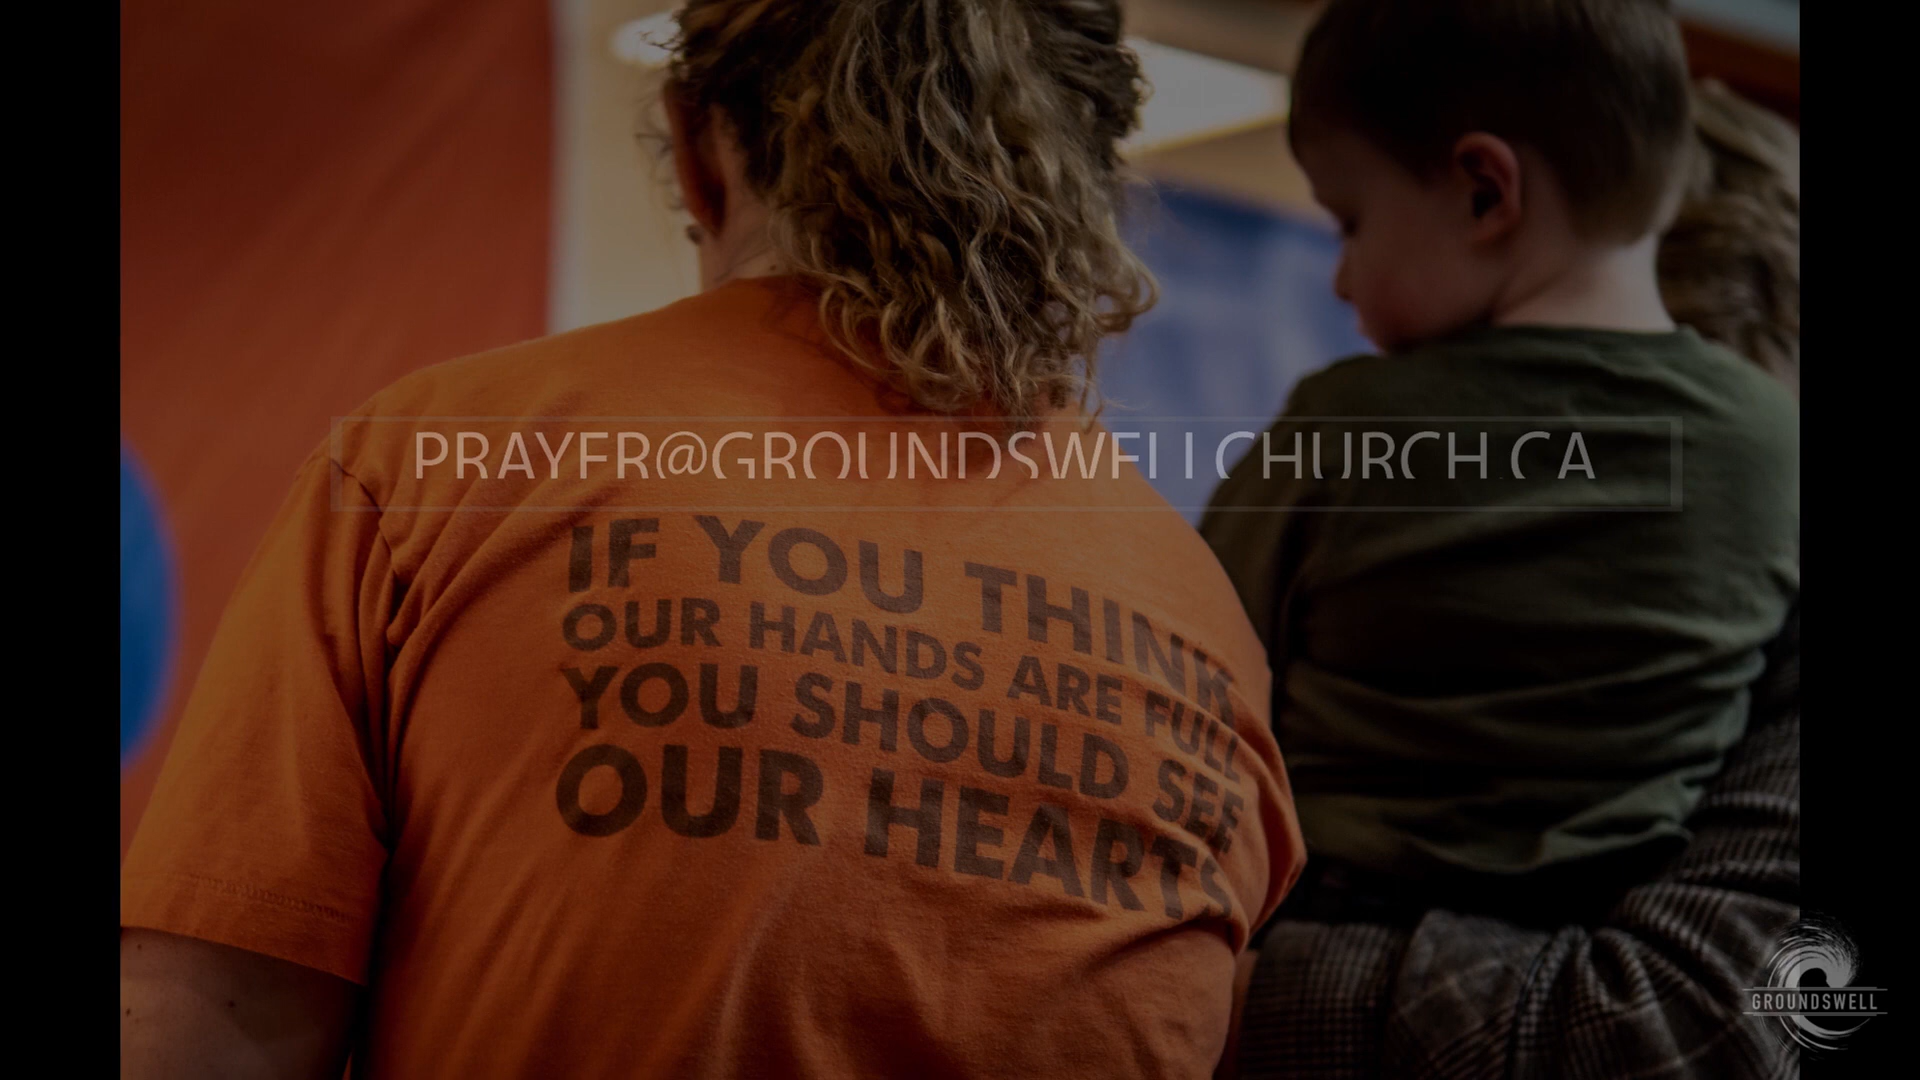 PRAYER@GROUNDSWELLCHURCH.CA
IF YOU THINK
OUR HANDS ARE FULL
YOU SHOULD SEE
OUR HEARTS
GROUNDSWELL